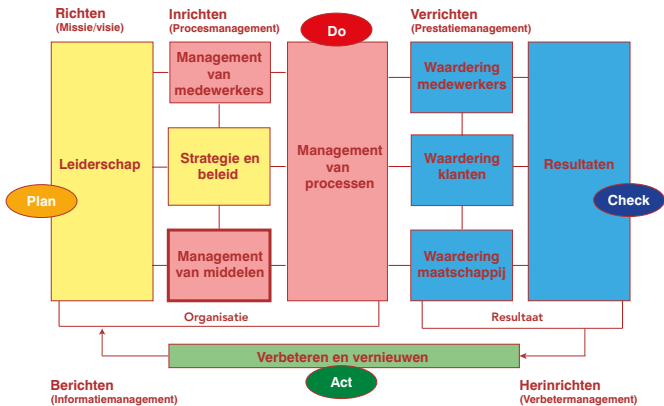 Richten
(Missie/visie)
Inrichten
(Procesmanagement)
Do
Verrichten
(Prestatiemanagement)
Management
van
medewerkers
Waardering
medewerkers
Leiderschap
Strategie en
beleid
Management
van
processen
Waardering
klanten
Resultaten
Plan
Check
Management
van middelen
Waardering
maatschappij
Organisatie
Resultaat
Verbeteren en vernieuwen
Act
Berichten
(Informatiemanagement)
Herinrichten
(Verbetermanagement)